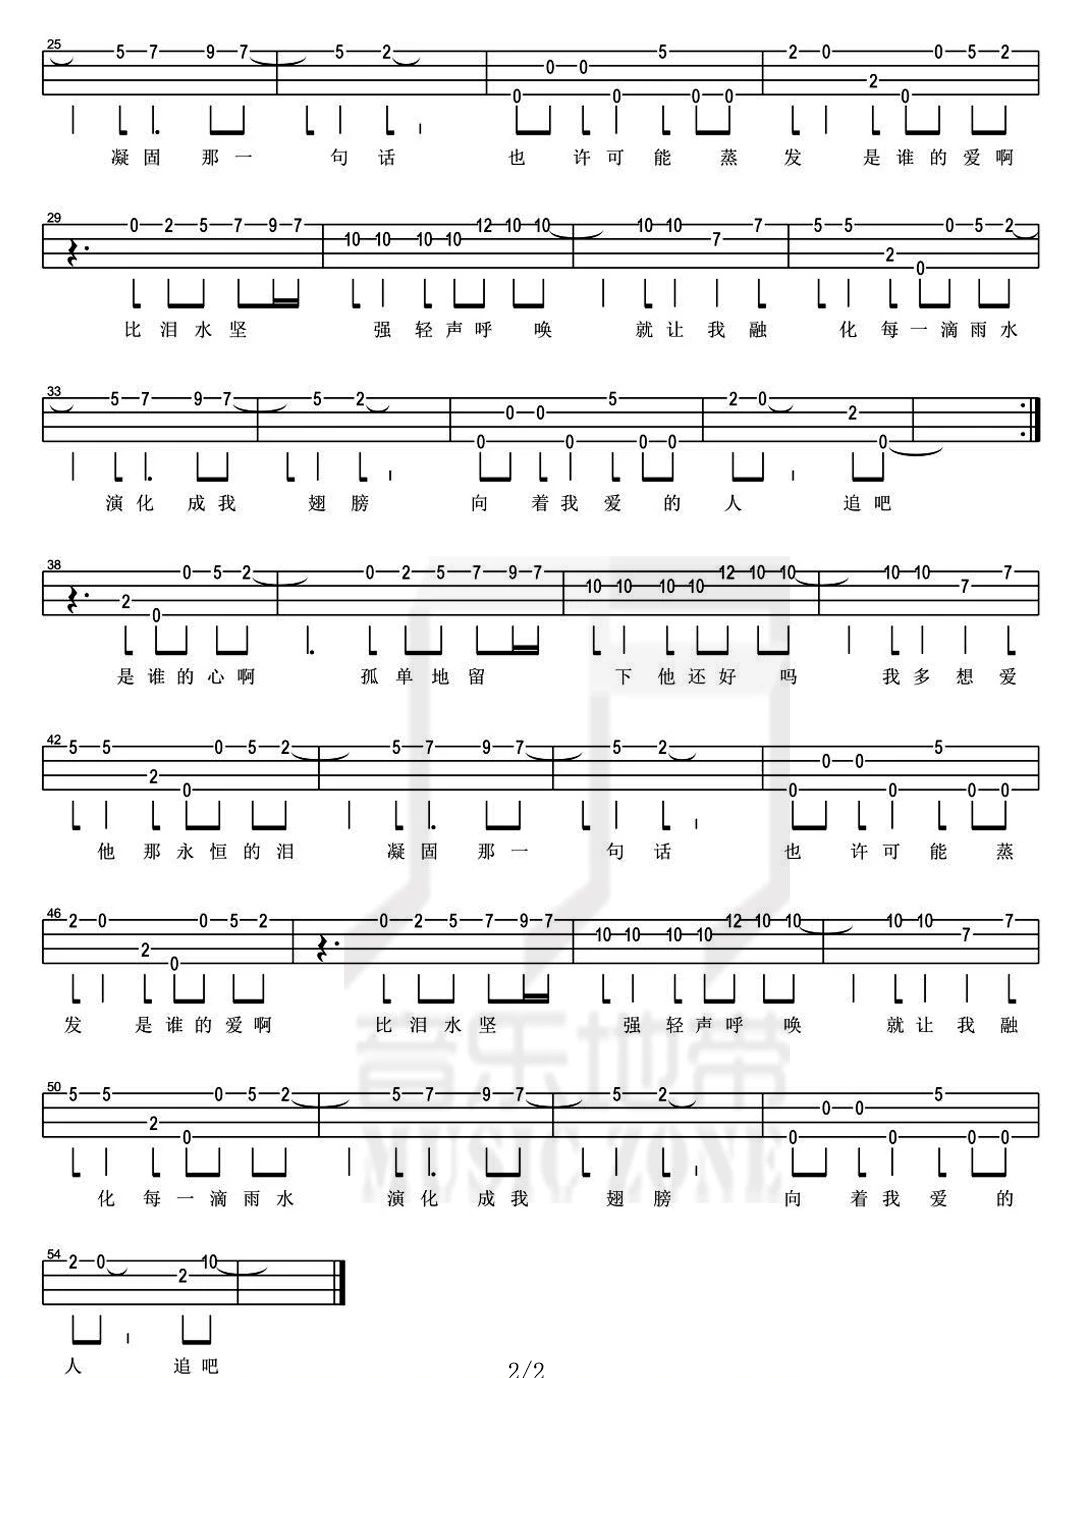 25 5 7 9 7 5 2 0 0 0 0 5 0 0 2 0 2 0 0 5 2
凝固 那一 句话 也 许可 能 蒸 发 是谁的爱啊
29 0 2 5 7 9 7 10 10 10 10 12 10 10 10 10 7 7 5 5 2 0 0 5 2
比泪水坚 强 轻声呼 唤 就让我融 化 每一滴雨水
33 5 7 9 7 5 2 0 0 0 0 5 0 0 2 0 2 0
演化 成我 翅膀 向 着我 爱 的 人 追吧
38 2 0 0 5 2 0 2 5 7 9 7 10 10 10 10 12 10 10 10 10 7 7
是谁的心啊 孤单地留 下 他还好 吗 我多想爱
42 5 5 2 0 0 5 2 5 7 9 7 5 2 0 0 0 0 5 0 0
他 那永恒的泪 凝固 那一 句话 也 许可 能 蒸
46 2 0 2 0 0 5 2 0 2 5 7 9 7 10 10 10 10 12 10 10 10 10 7 7
发 是谁的爱啊 比泪水坚 强 轻声呼 唤 就让我融
50 5 5 2 0 0 5 2 5 7 9 7 5 2 0 0 0 0 5 0 0
化 每一滴雨水 演化 成我 翅膀 向 着我 爱 的
54 2 0 2 10
人 追吧
2/2
音乐地带
MUSIC ZONE